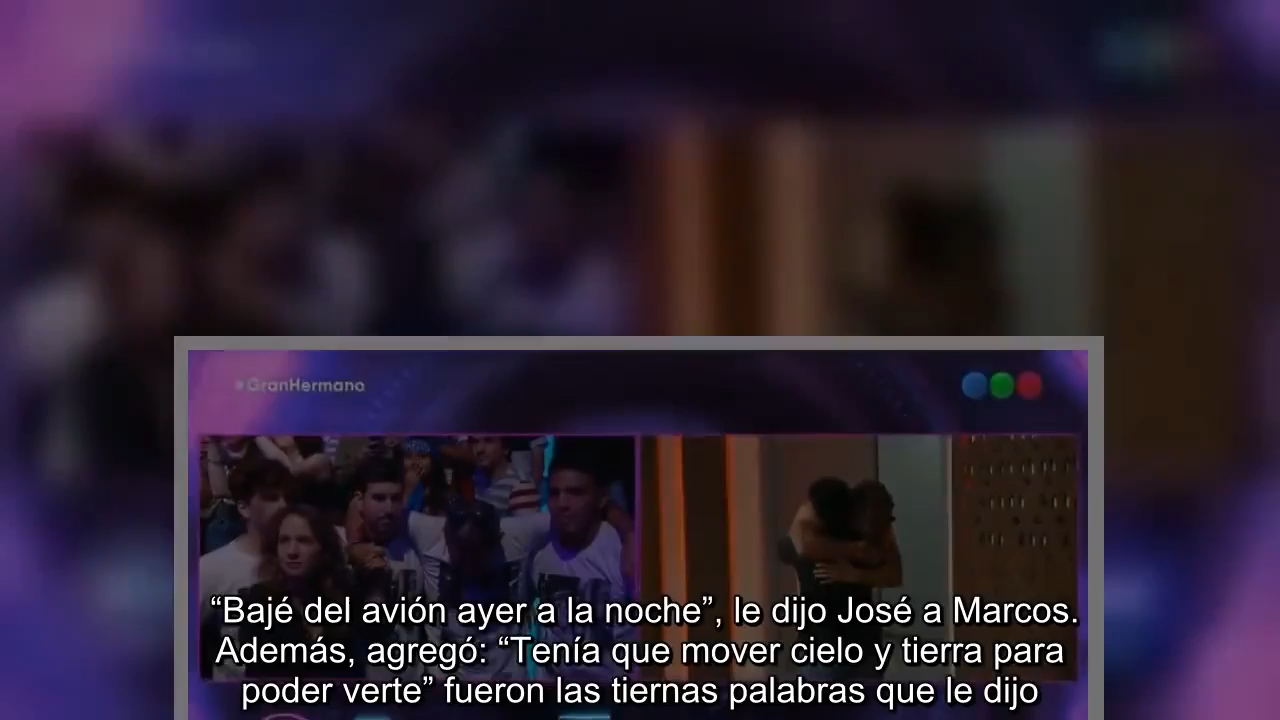 #GranHermano
“Bajé del avión ayer a la noche”, le dijo José a Marcos.
Además, agregó: “Tenía que mover cielo y tierra para
poder verte” fueron las tiernas palabras que le dijo